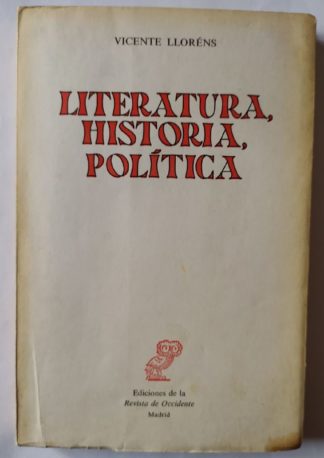 VICENTE LLORÉNS
LITERATURA,
HISTORIA,
POLÍTICA
Ediciones de la
Revista de Occidente
Madrid